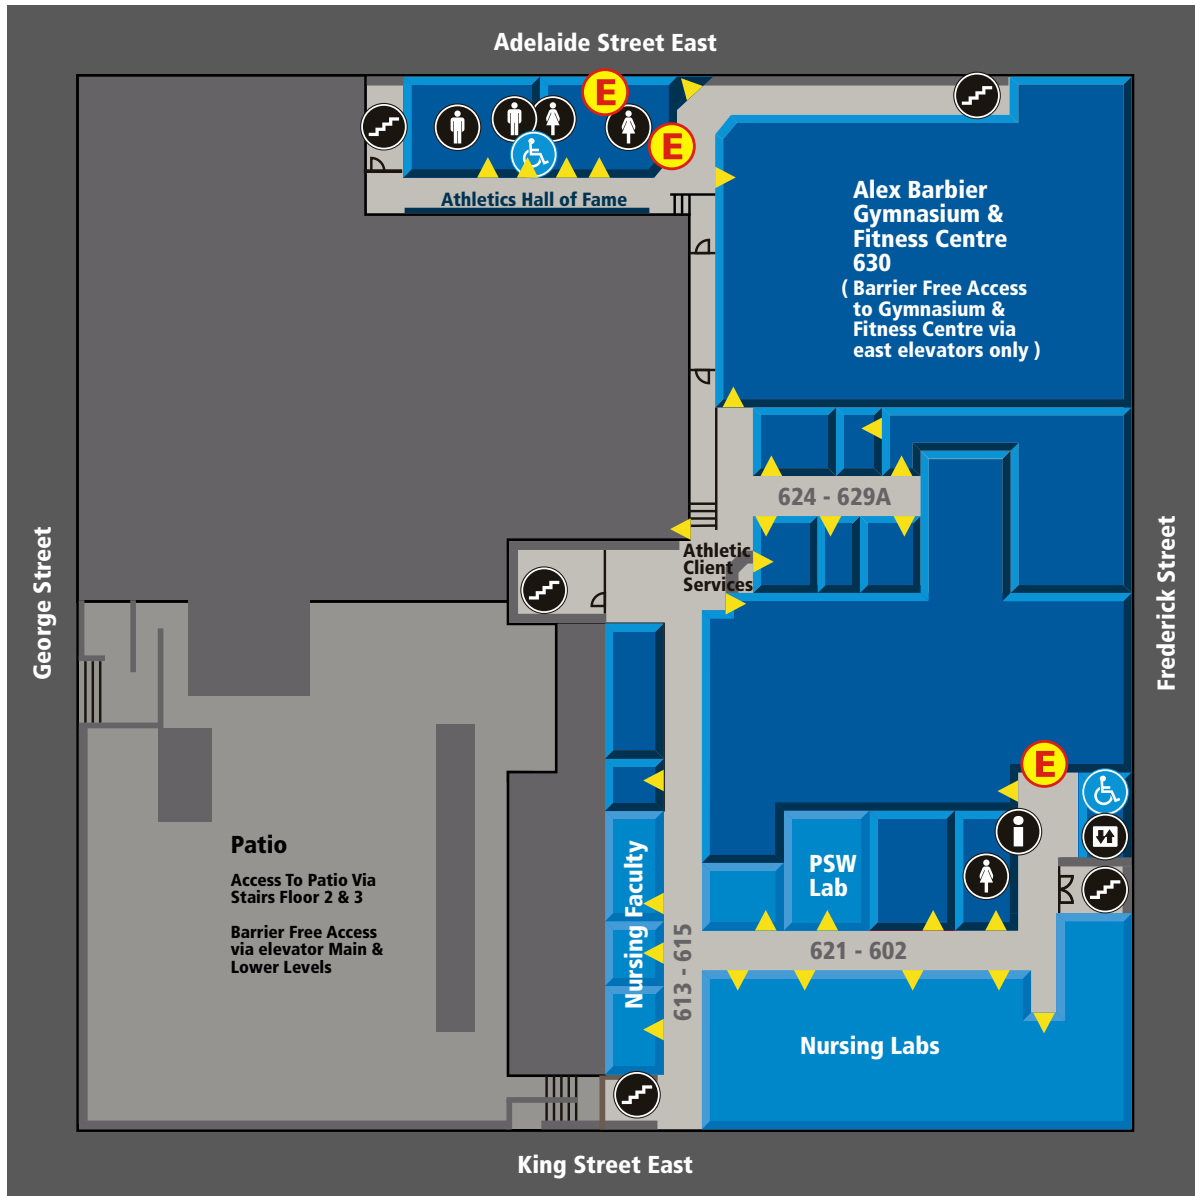 Adelaide Street East
E
E
Athletics Hall of Fame
Alex Barbier
Gymnasium &
Fitness Centre
630
( Barrier Free Access
to Gymnasium &
Fitness Centre via
east elevators only )
624 - 629A
Athletic
Client
Services
George Street
Frederick Street
E
Patio
Access To Patio Via
Stairs Floor 2 & 3
Barrier Free Access
via elevator Main &
Lower Levels
Nursing Faculty
PSW
Lab
613 - 615
621 - 602
Nursing Labs
King Street East